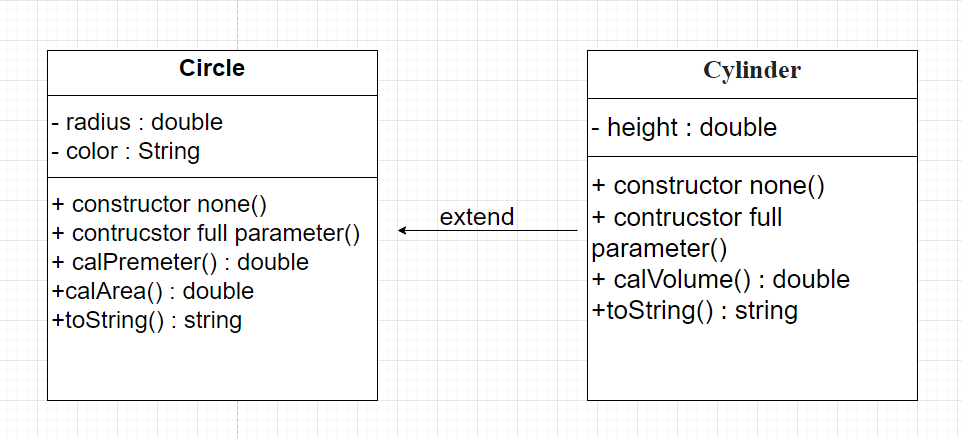 Circle
- radius : double
- color : String
+ constructor none()
+ contrucstor full parameter()
+ calPremeter() : double
+calArea() : double
+toString() : string
extend
Cylinder
- height : double
+ constructor none()
+ contrucstor full
parameter()
+ calVolume() : double
+toString() : string